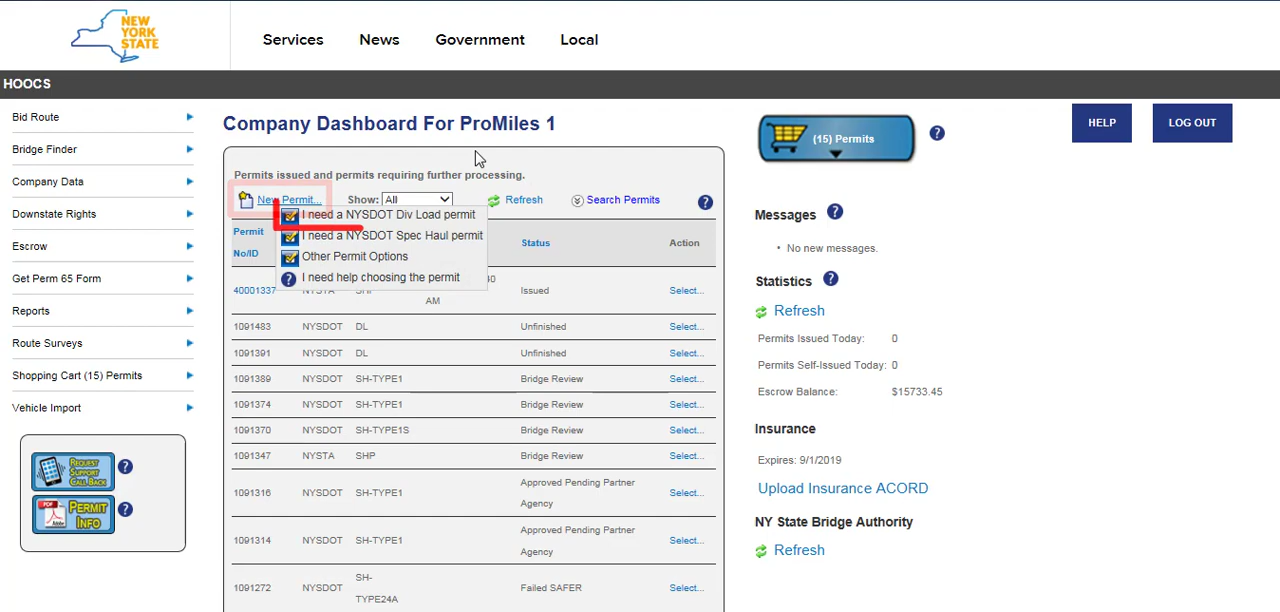 NEW
YORK
STATE
Services News Government Local
HOOCS
Bid Route
Bridge Finder
Company Data
Downstate Rights
Escrow
Get Perm 65 Form
Reports
Route Surveys
Shopping Cart (15) Permits
Vehicle Import
REQUEST
SUPPORT
CALL BACK
PDF
Adobe
PERMIT
INFO
Company Dashboard For ProMiles 1
Permits issued and permits requiring further processing.
New Permit... Show: All Refresh Search Permits
I need a NYSDOT Div Load permit
I need a NYSDOT Spec Haul permit
Other Permit Options
I need help choosing the permit
Permit
No/ID
Status Action
40001337 NYSTA SHP 40
AM
Issued Select...
1091483 NYSDOT DL Unfinished Select...
1091391 NYSDOT DL Unfinished Select...
1091389 NYSDOT SH-TYPE1 Bridge Review Select...
1091374 NYSDOT SH-TYPE1 Bridge Review Select...
1091370 NYSDOT SH-TYPE1S Bridge Review Select...
1091347 NYSTA SHP Bridge Review Select...
1091316 NYSDOT SH-TYPE1 Approved Pending Partner
Agency Select...
1091314 NYSDOT SH-TYPE1 Approved Pending Partner
Agency Select...
1091272 NYSDOT SH-
TYPE24A Failed SAFER Select...
(15) Permits
HELP LOG OUT
Messages
• No new messages.
Statistics
Refresh
Permits Issued Today: 0
Permits Self-Issued Today: 0
Escrow Balance: $15733.45
Insurance
Expires: 9/1/2019
Upload Insurance ACORD
NY State Bridge Authority
Refresh